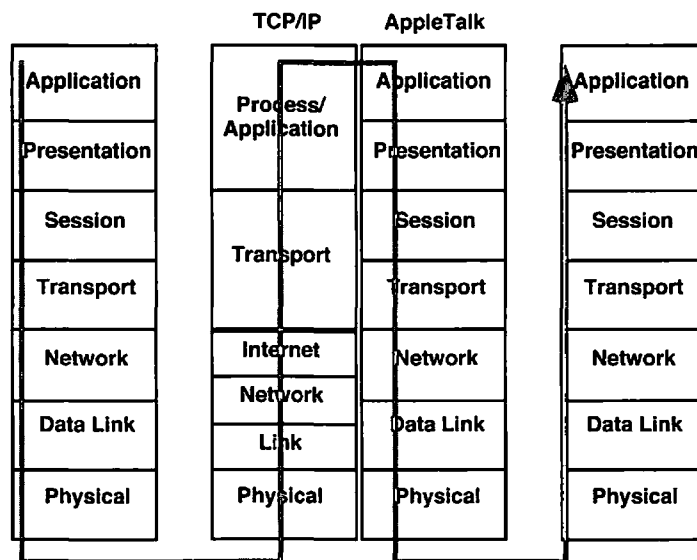 TCP/IP
AppleTalk
Application
Presentation
Session
Transport
Network
Data Link
Physical
Process/
Application
Transport
Internet
Network
Link
Physical
Application
Presentation
Session
Transport
Network
Data Link
Physical
Application
Presentation
Session
Transport
Network
Data Link
Physical